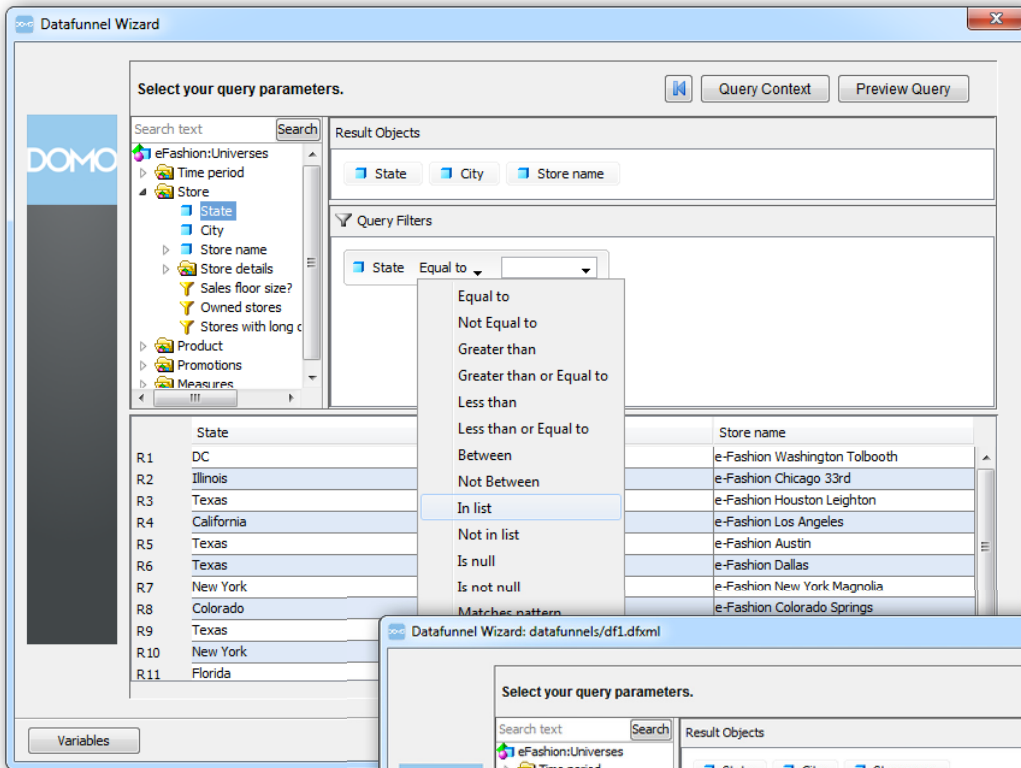 Datafunnel Wizard
Select your query parameters.
Query Context
Preview Query
DOMO
Search text
Search
eFashion:Universes
Time period
Store
State
City
Store name
Store details
Sales floor size?
Owned stores
Stores with long
Product
Promotions
Measures
Result Objects
State City Store name
Query Filters
State Equal to
Equal to
Not Equal to
Greater than
Greater than or Equal to
Less than
Less than or Equal to
Between
Not Between
In list
Not in list
Is null
Is not null
Matches pattern
State Store name
R1 DC e-Fashion Washington Tolbooth
R2 Illinois e-Fashion Chicago 33rd
R3 Texas e-Fashion Houston Leighton
R4 California e-Fashion Los Angeles
R5 Texas e-Fashion Austin
R6 Texas e-Fashion Dallas
R7 New York e-Fashion New York Magnolia
R8 Colorado e-Fashion Colorado Springs
R9 Texas
R10 New York
R11 Florida
Variables
Datafunnel Wizard: datafunnels/df1.dfxml
Select your query parameters.
Search text
Search
Result Objects
eFashion:Universes
Time period
State City